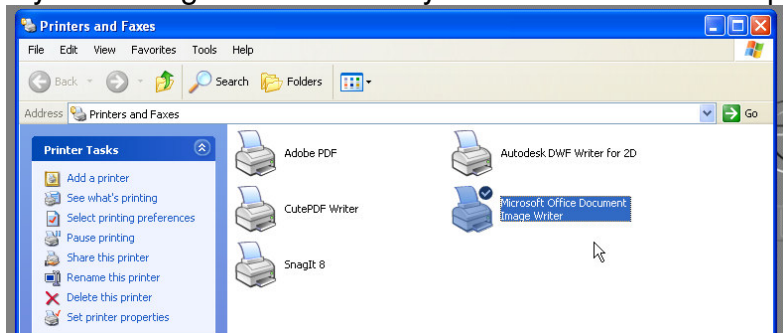 Printers and Faxes
File Edit View Favorites Tools Help
Back Search Folders
Address Printers and Faxes Go
Printer Tasks
Add a printer
See what's printing
Select printing preferences
Pause printing
Share this printer
Rename this printer
Delete this printer
Set printer properties
Adobe PDF
Autodesk DWF Writer for 2D
CutePDF Writer
Microsoft Office Document
Image Writer
SnagIt 8